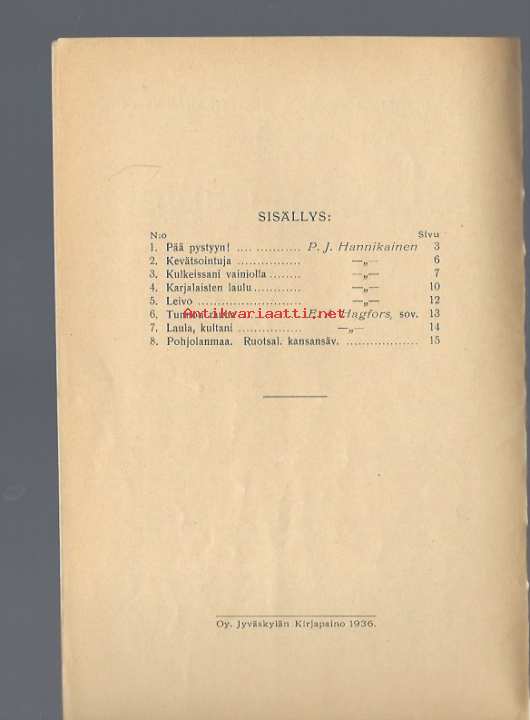 SISÄLLYS:
N:o Sivu
1. Pää pystyyn! .... ........... P. J. Hannikainen 3
2. Kevätsointuja ................ —„— 6
3. Kulkeissani vainiolla ........ —„— 7
4. Karjalaisten laulu ............ —„— 10
5. Leivo .......................... —„— 12
6. Hagfors, sov. 13
Antikvariaatti.net
7. Laula, kultani ................ —„— 14
8. Pohjolanmaa. Ruotsal. kansansäv. ................... 15
Oy. Jyväskylän Kirjapaino 1936.